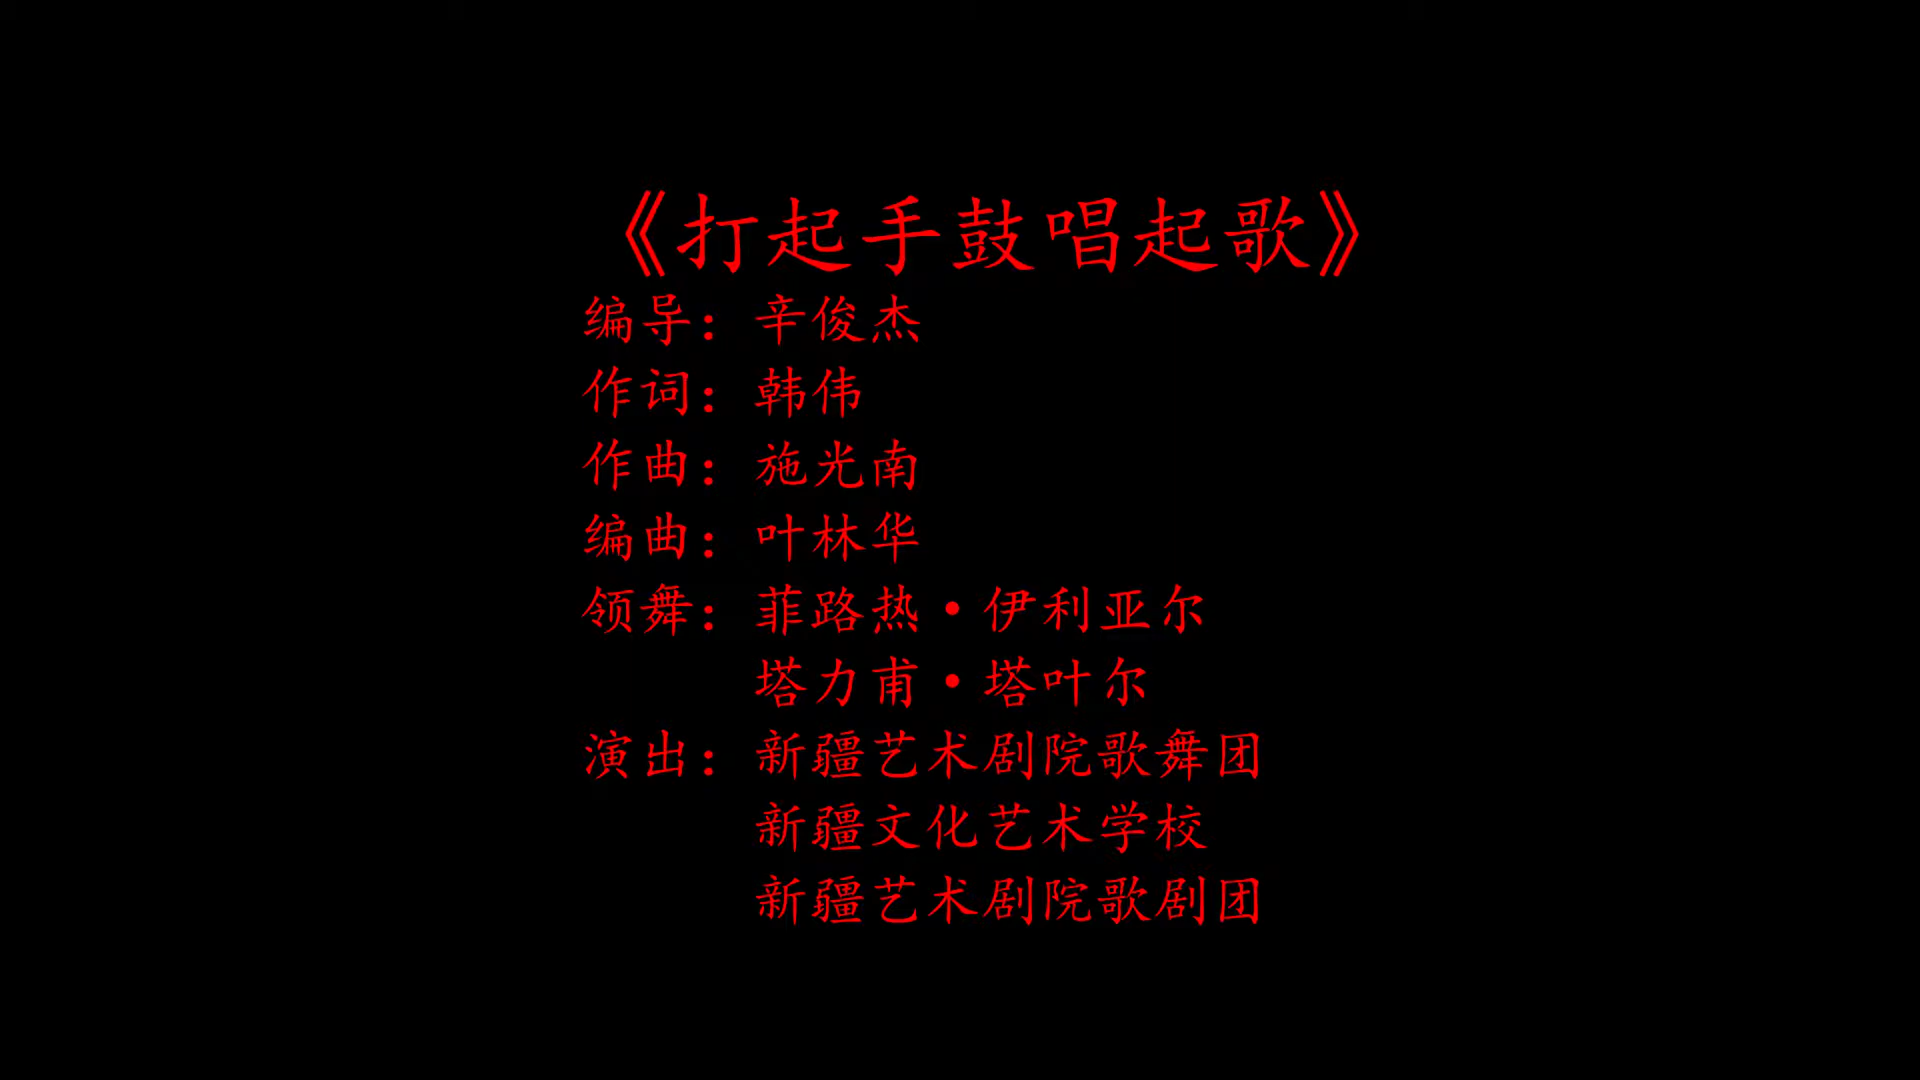 《打起手鼓唱起歌》
编导：辛俊杰
作词：韩伟
作曲：施光南
编曲：叶林华
领舞：菲路热·伊利亚尔
塔力甫·塔叶尔
演出：新疆艺术剧院歌舞团
新疆文化艺术学校
新疆艺术剧院歌剧团